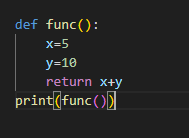 def func():
    x=5
    y=10
    return x+y
print(func())